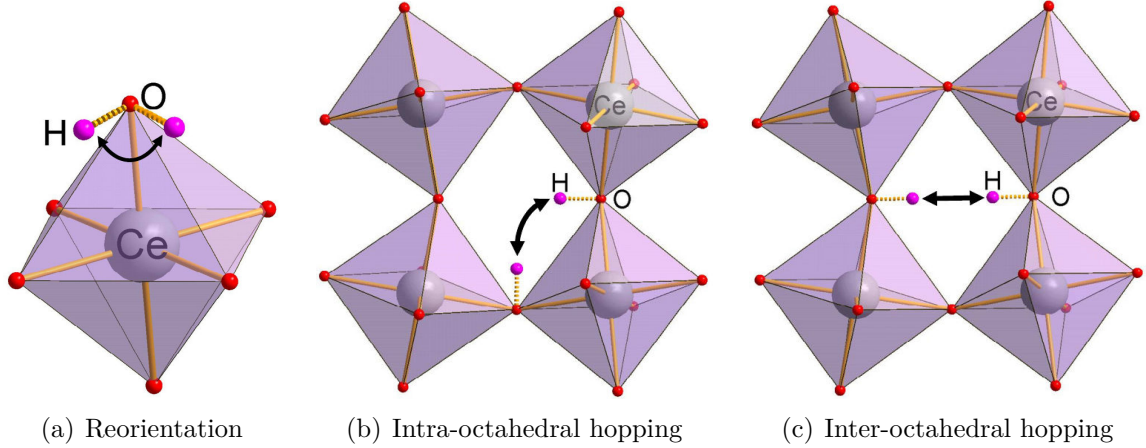 O
H
Ce
(a) Reorientation
Ce
H
O
(b) Intra-octahedral hopping
Ce
H
O
(c) Inter-octahedral hopping